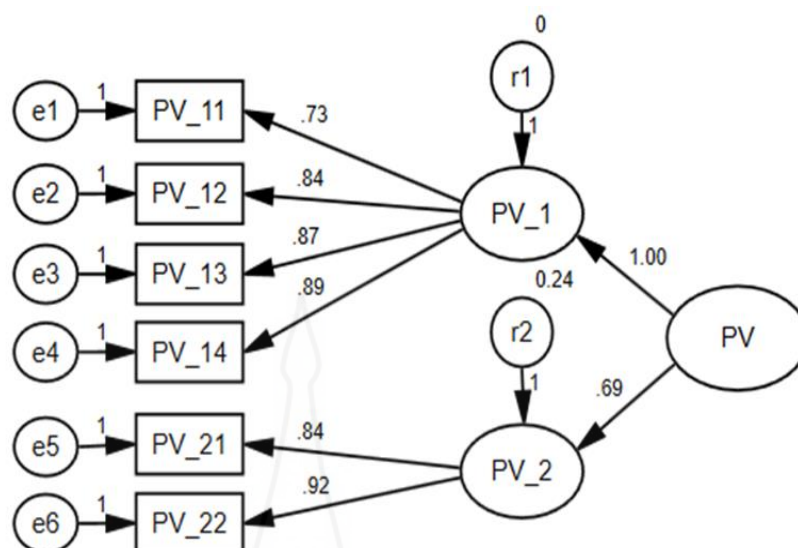 0
r1
1
e1
1
PV_11
.73
e2
1
PV_12
.84
PV_1
e3
1
PV_13
.87
1.00
e4
1
PV_14
.89
0.24
r2
1
PV
.69
e5
1
PV_21
.84
PV_2
e6
1
PV_22
.92